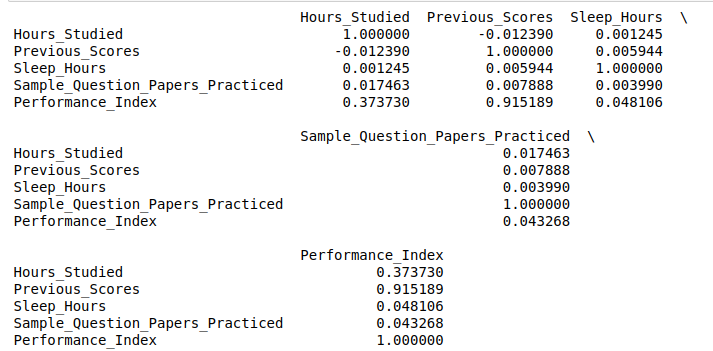 Hours_Studied  Previous_Scores  Sleep_Hours  \
Hours_Studied                          1.000000        -0.012390     0.001245
Previous_Scores                       -0.012390         1.000000     0.005944
Sleep_Hours                            0.001245         0.005944     1.000000
Sample_Question_Papers_Practiced       0.017463         0.007888     0.003990
Performance_Index                      0.373730         0.915189     0.048106

                                  Sample_Question_Papers_Practiced  \
Hours_Studied                                             0.017463
Previous_Scores                                           0.007888
Sleep_Hours                                               0.003990
Sample_Question_Papers_Practiced                          1.000000
Performance_Index                                         0.043268

                                  Performance_Index
Hours_Studied                              0.373730
Previous_Scores                            0.915189
Sleep_Hours                                0.048106
Sample_Question_Papers_Practiced           0.043268
Performance_Index                          1.000000